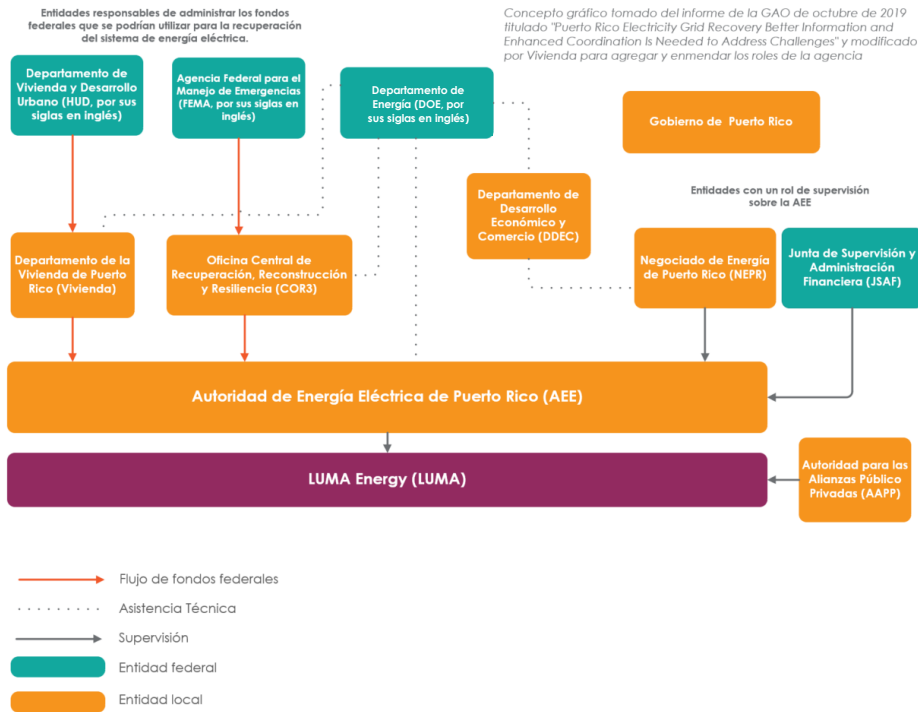 Entidades responsables de administrar los fondos
federales que se podrían utilizar para la recuperación
del sistema de energía eléctrica.
Concepto gráfico tomado del informe de la GAO de octubre de 2019
titulado "Puerto Rico Electricity Grid Recovery Better Information and
Enhanced Coordination Is Needed to Address Challenges" y modificado
por Vivienda para agregar y enmendar los roles de la agencia
Departamento de
Vivienda y Desarrollo
Urbano (HUD, por sus
siglas en inglés)
Agencia Federal para el
Manejo de Emergencias
(FEMA, por sus siglas en
inglés)
Departamento de
Energía (DOE, por
sus siglas en inglés)
Gobierno de Puerto Rico
Departamento de
Desarrollo
Económico y
Comercio (DDEC)
Entidades con un rol de supervisión
sobre la AEE
Departamento de la
Vivienda de Puerto
Rico (Vivienda)
Oficina Central de
Recuperación, Reconstrucción
y Resiliencia (COR3)
Negociado de Energía
de Puerto Rico (NEPR)
Junta de Supervisión y
Administración
Financiera (JSAF)
Autoridad de Energía Eléctrica de Puerto Rico (AEE)
LUMA Energy (LUMA)
Autoridad para las
Alianzas Público
Privadas (AAPP)
Flujo de fondos federales
Asistencia Técnica
Supervisión
Entidad federal
Entidad local